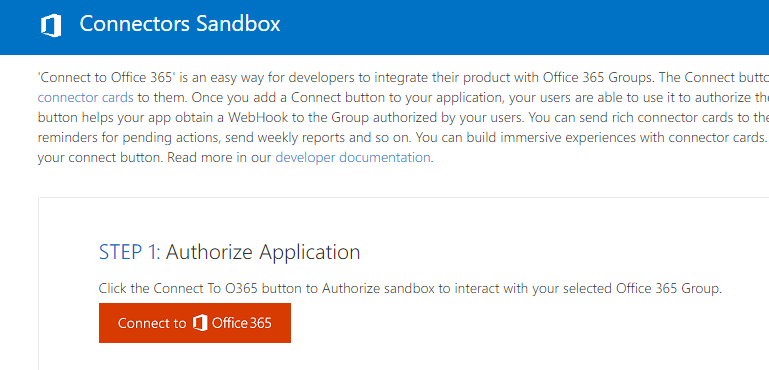 Connectors Sandbox
'Connect to Office 365' is an easy way for developers to integrate their product with Office 365 Groups. The Connect
connector cards to them. Once you add a Connect button to your application, your users are able to use it to authorize
button helps your app obtain a WebHook to the Group authorized by your users. You can send rich connector cards to
reminders for pending actions, send weekly reports and so on. You can build immersive experiences with connector cards.
your connect button. Read more in our developer documentation.
STEP 1: Authorize Application
Click the Connect To O365 button to Authorize sandbox to interact with your selected Office 365 Group.
Connect to Office 365